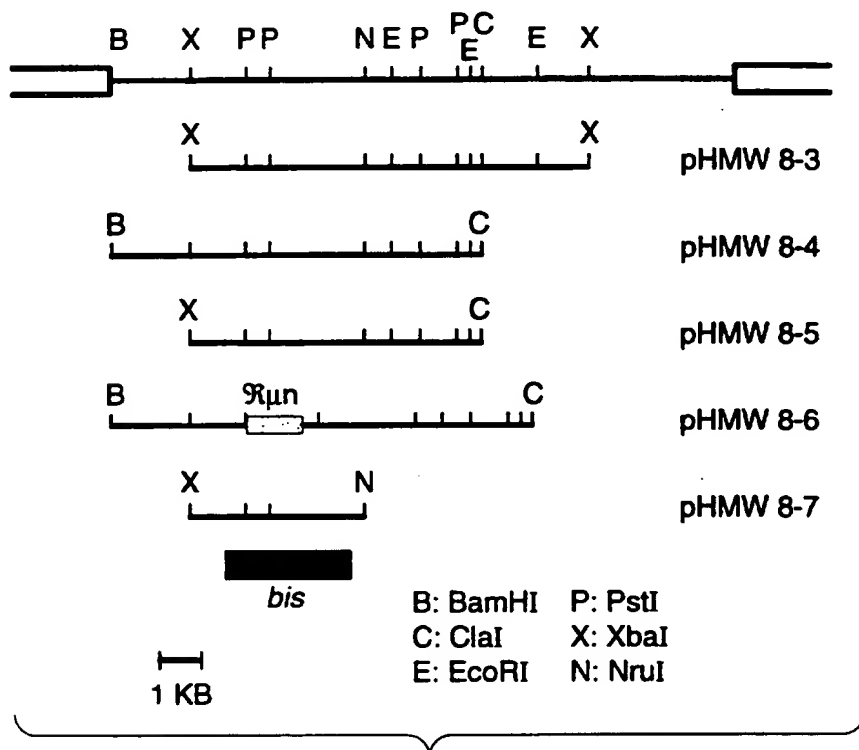 B X P P N E P P E C E X
X X
pHMW 8-3
B C
pHMW 8-4
X C
pHMW 8-5
B ℜμn C
pHMW 8-6
X N
pHMW 8-7
bis
B: BamHI P: PstI
C: ClaI X: XbaI
E: EcoRI N: NruI
1 KB